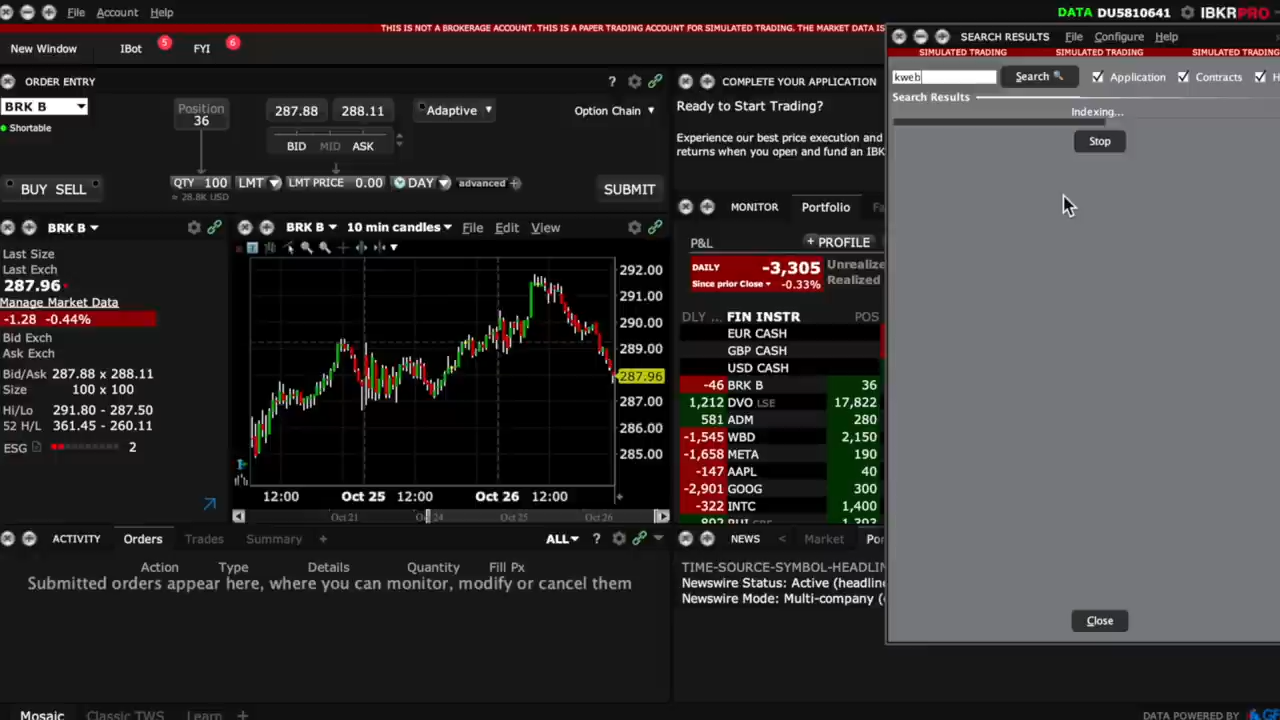 File Account Help
DATA DU5810641 IBKRPRO
THIS IS NOT A BROKERAGE ACCOUNT. THIS IS A PAPER TRADING ACCOUNT FOR SIMULATED TRADING. THE MARKET DATA IS
New Window IBot 5 FYI 6
SEARCH RESULTS File Configure Help
SIMULATED TRADING SIMULATED TRADING SIMULATED TRADING
kweb Search Application Contracts H
Search Results
Indexing...
Stop
Close
ORDER ENTRY ?
BRK B
Shortable
Position
36
287.88 288.11
BID MID ASK
Adaptive
Option Chain
BUY SELL
QTY 100 LMT LMT PRICE 0.00 DAY advanced
≈ 28.8K USD
SUBMIT
COMPLETE YOUR APPLICATION
Ready to Start Trading?
Experience our best price execution and
returns when you open and fund an IBK
BRK B
Last Size
Last Exch
287.96
Manage Market Data
-1.28 -0.44%
Bid Exch
Ask Exch
Bid/Ask 287.88 x 288.11
Size 100 x 100
Hi/Lo 291.80 - 287.50
52 H/L 361.45 - 260.11
ESG 2
BRK B 10 min candles File Edit View
292.00
291.00
290.00
289.00
287.96
287.00
286.00
285.00
12:00 Oct 25 12:00 Oct 26 12:00
Oct 21 Oct 24 Oct 25 Oct 26
MONITOR Portfolio Fa
P&L + PROFILE
DAILY -3,305
Since prior Close -0.33%
Unrealize
Realized
DLY ... FIN INSTR POS
EUR CASH
GBP CASH
USD CASH
-46 BRK B 36
1,212 DVO LSE 17,822
581 ADM 280
-1,545 WBD 2,150
-1,658 META 190
-147 AAPL 40
-2,901 GOOG 300
-322 INTC 1,400
ACTIVITY Orders Trades Summary + ALL ?
Action Type Details Quantity Fill Px
Submitted orders appear here, where you can monitor, modify or cancel them
NEWS < Market Por
TIME-SOURCE-SYMBOL-HEADLIN
Newswire Status: Active (headline
Newswire Mode: Multi-company (
Mosaic Classic TWS Learn +
DATA POWERED BY